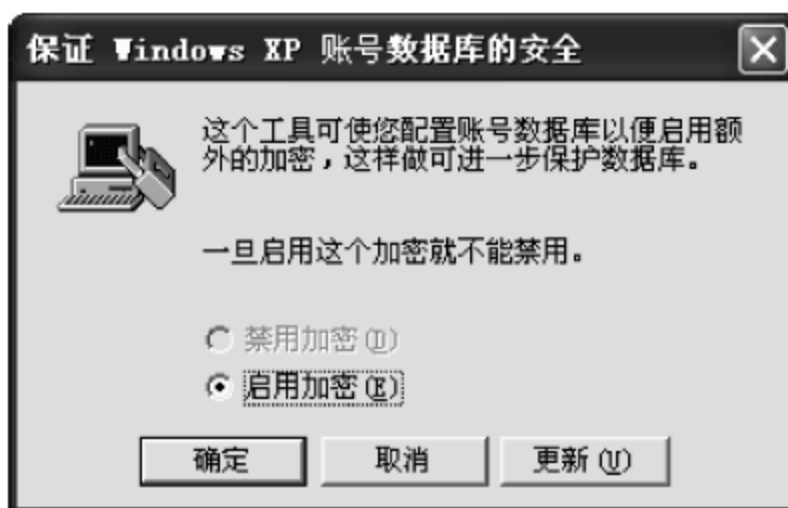 保证 Windows XP 账号数据库的安全
这个工具可使您配置账号数据库以便启用额
外的加密，这样做可进一步保护数据库。
一旦启用这个加密就不能禁用。
禁用加密(D)
启用加密(E)
确定 取消 更新(U)